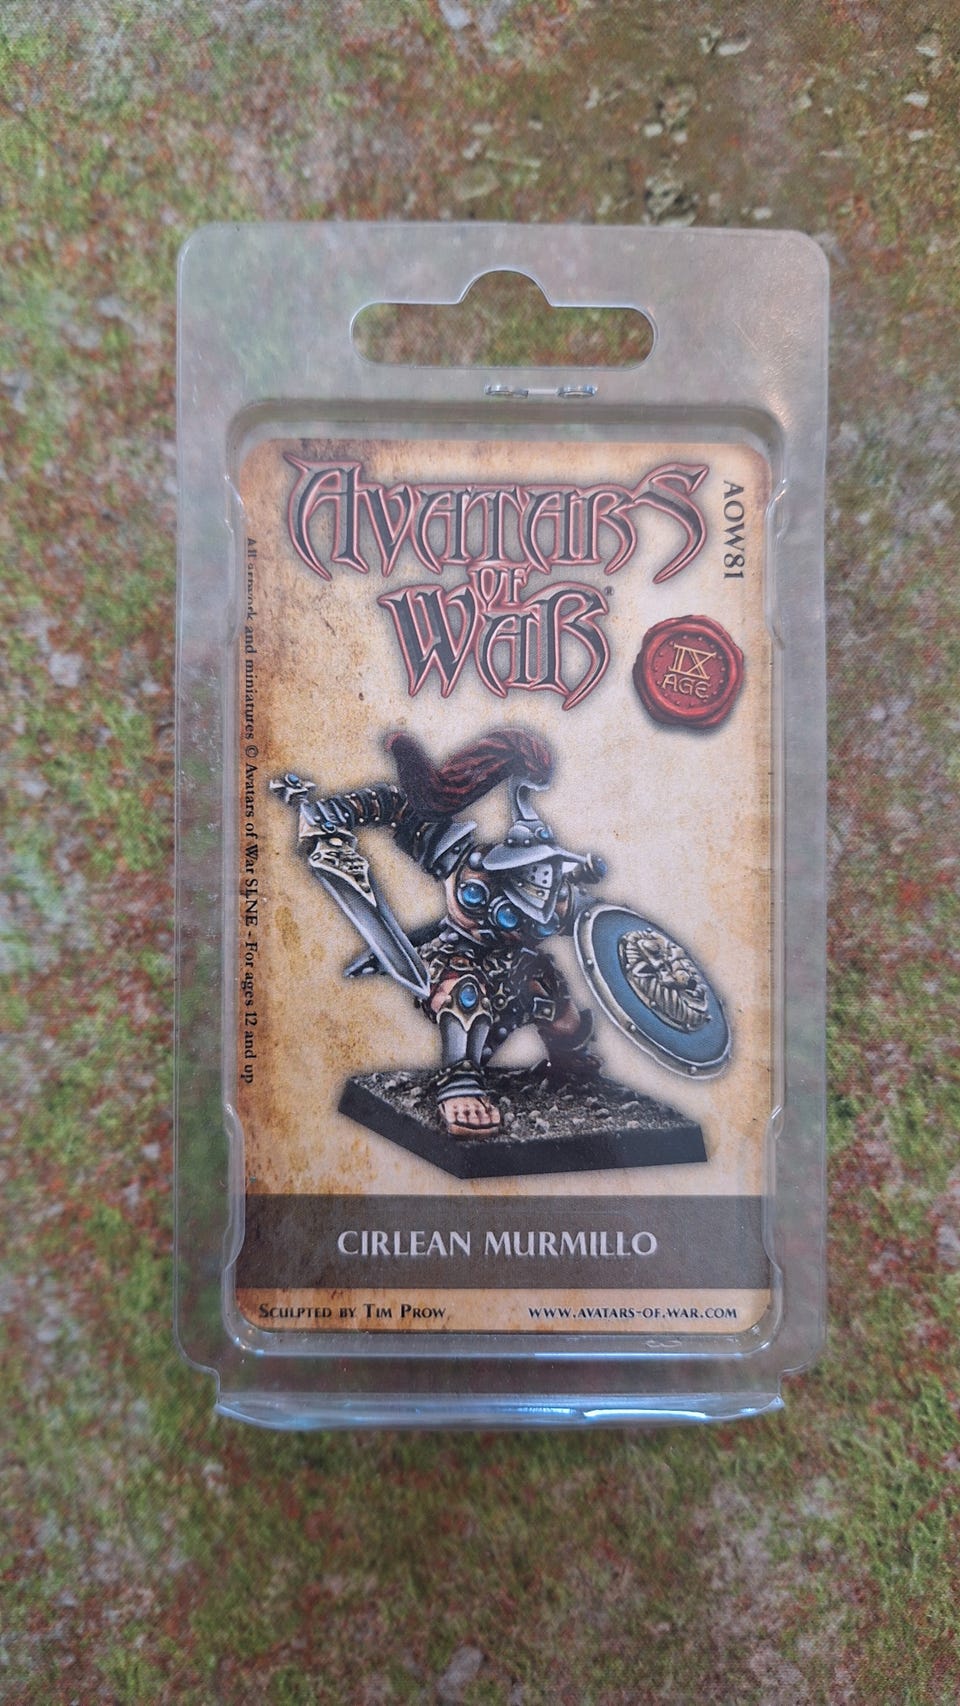 AVATARS
OF
WAR®
AOW81
IX
AGE
All artwork and miniatures © Avatars of War SLNE - For ages 12 and up
CIRLEAN MURMILLO
SCULPTED BY TIM PROW
WWW.AVATARS-OF.WAR.COM